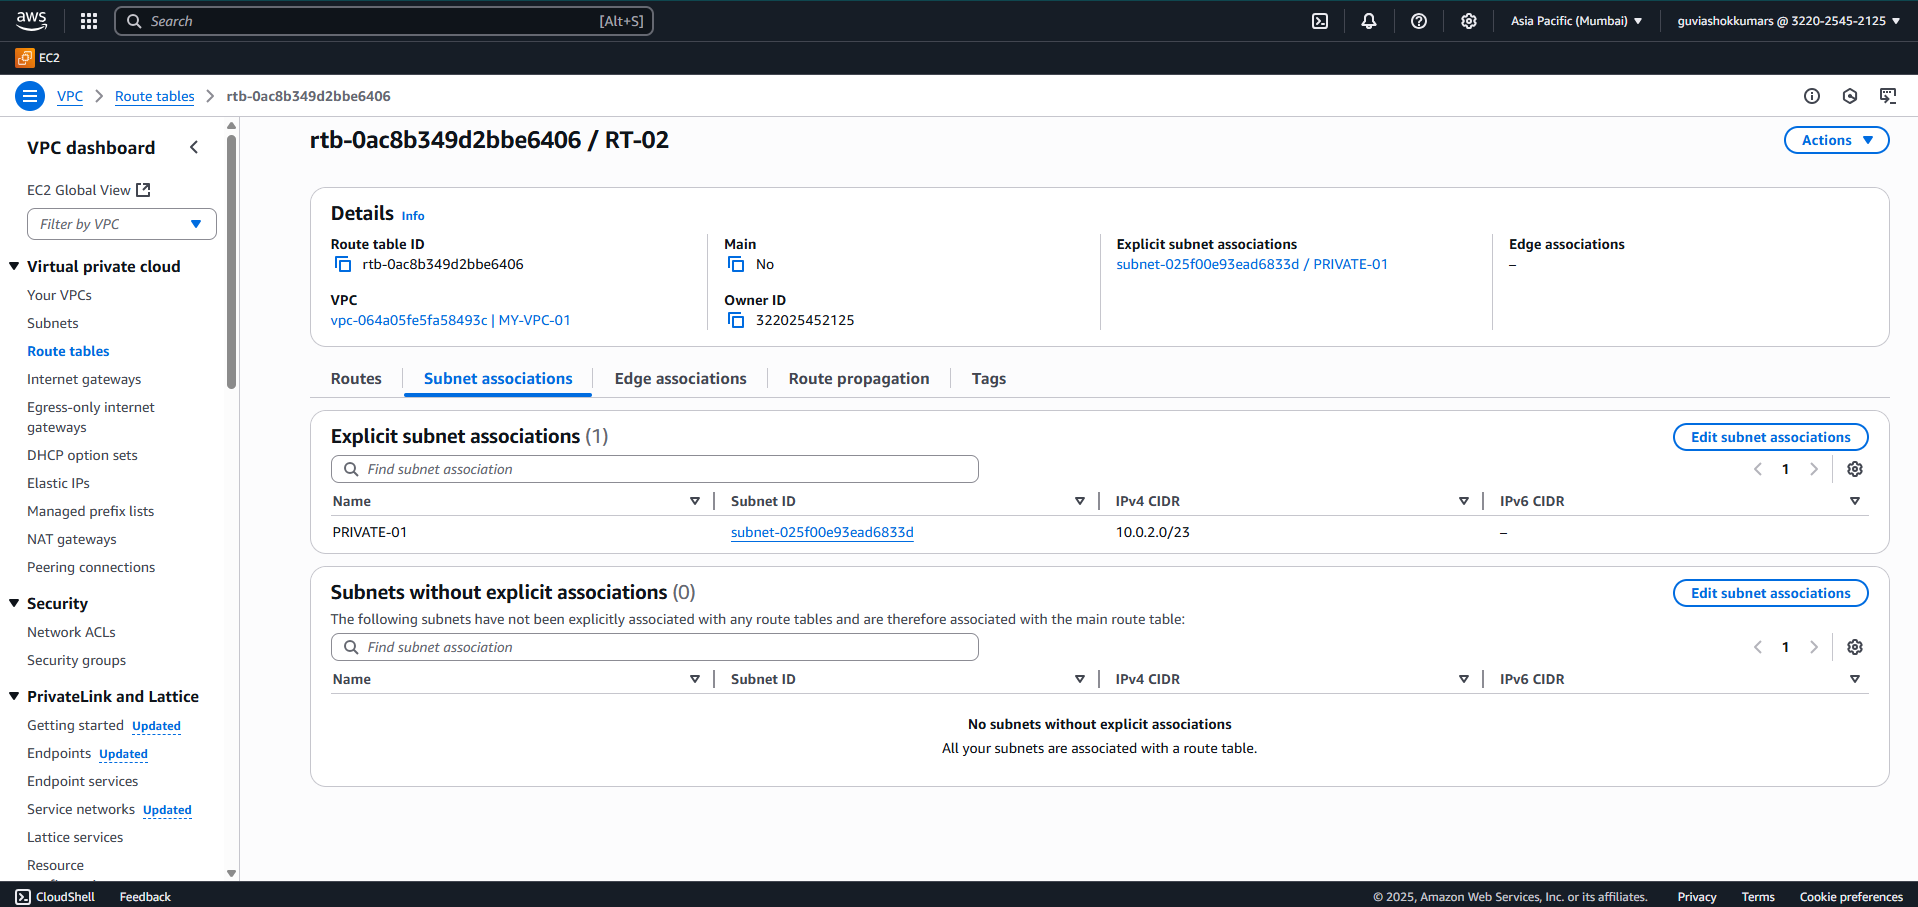 aws
Search [Alt+S]
Asia Pacific (Mumbai) guviashokkumars @ 3220-2545-2125
EC2
VPC Route tables rtb-0ac8b349d2bbe6406
VPC dashboard
EC2 Global View
Filter by VPC
Virtual private cloud
Your VPCs
Subnets
Route tables
Internet gateways
Egress-only internet
gateways
DHCP option sets
Elastic IPs
Managed prefix lists
NAT gateways
Peering connections
Security
Network ACLs
Security groups
PrivateLink and Lattice
Getting started Updated
Endpoints Updated
Endpoint services
Service networks Updated
Lattice services
Resource
rtb-0ac8b349d2bbe6406 / RT-02
Actions
Details Info
Route table ID
rtb-0ac8b349d2bbe6406
VPC
vpc-064a05fe5fa58493c | MY-VPC-01
Main
No
Owner ID
322025452125
Explicit subnet associations
subnet-025f00e93ead6833d / PRIVATE-01
Edge associations
–
Routes Subnet associations Edge associations Route propagation Tags
Explicit subnet associations (1)
Edit subnet associations
Find subnet association
1
Name Subnet ID IPv4 CIDR IPv6 CIDR
PRIVATE-01 subnet-025f00e93ead6833d 10.0.2.0/23 –
Subnets without explicit associations (0)
Edit subnet associations
The following subnets have not been explicitly associated with any route tables and are therefore associated with the main route table:
Find subnet association
1
Name Subnet ID IPv4 CIDR IPv6 CIDR
No subnets without explicit associations
All your subnets are associated with a route table.
CloudShell Feedback
© 2025, Amazon Web Services, Inc. or its affiliates. Privacy Terms Cookie preferences